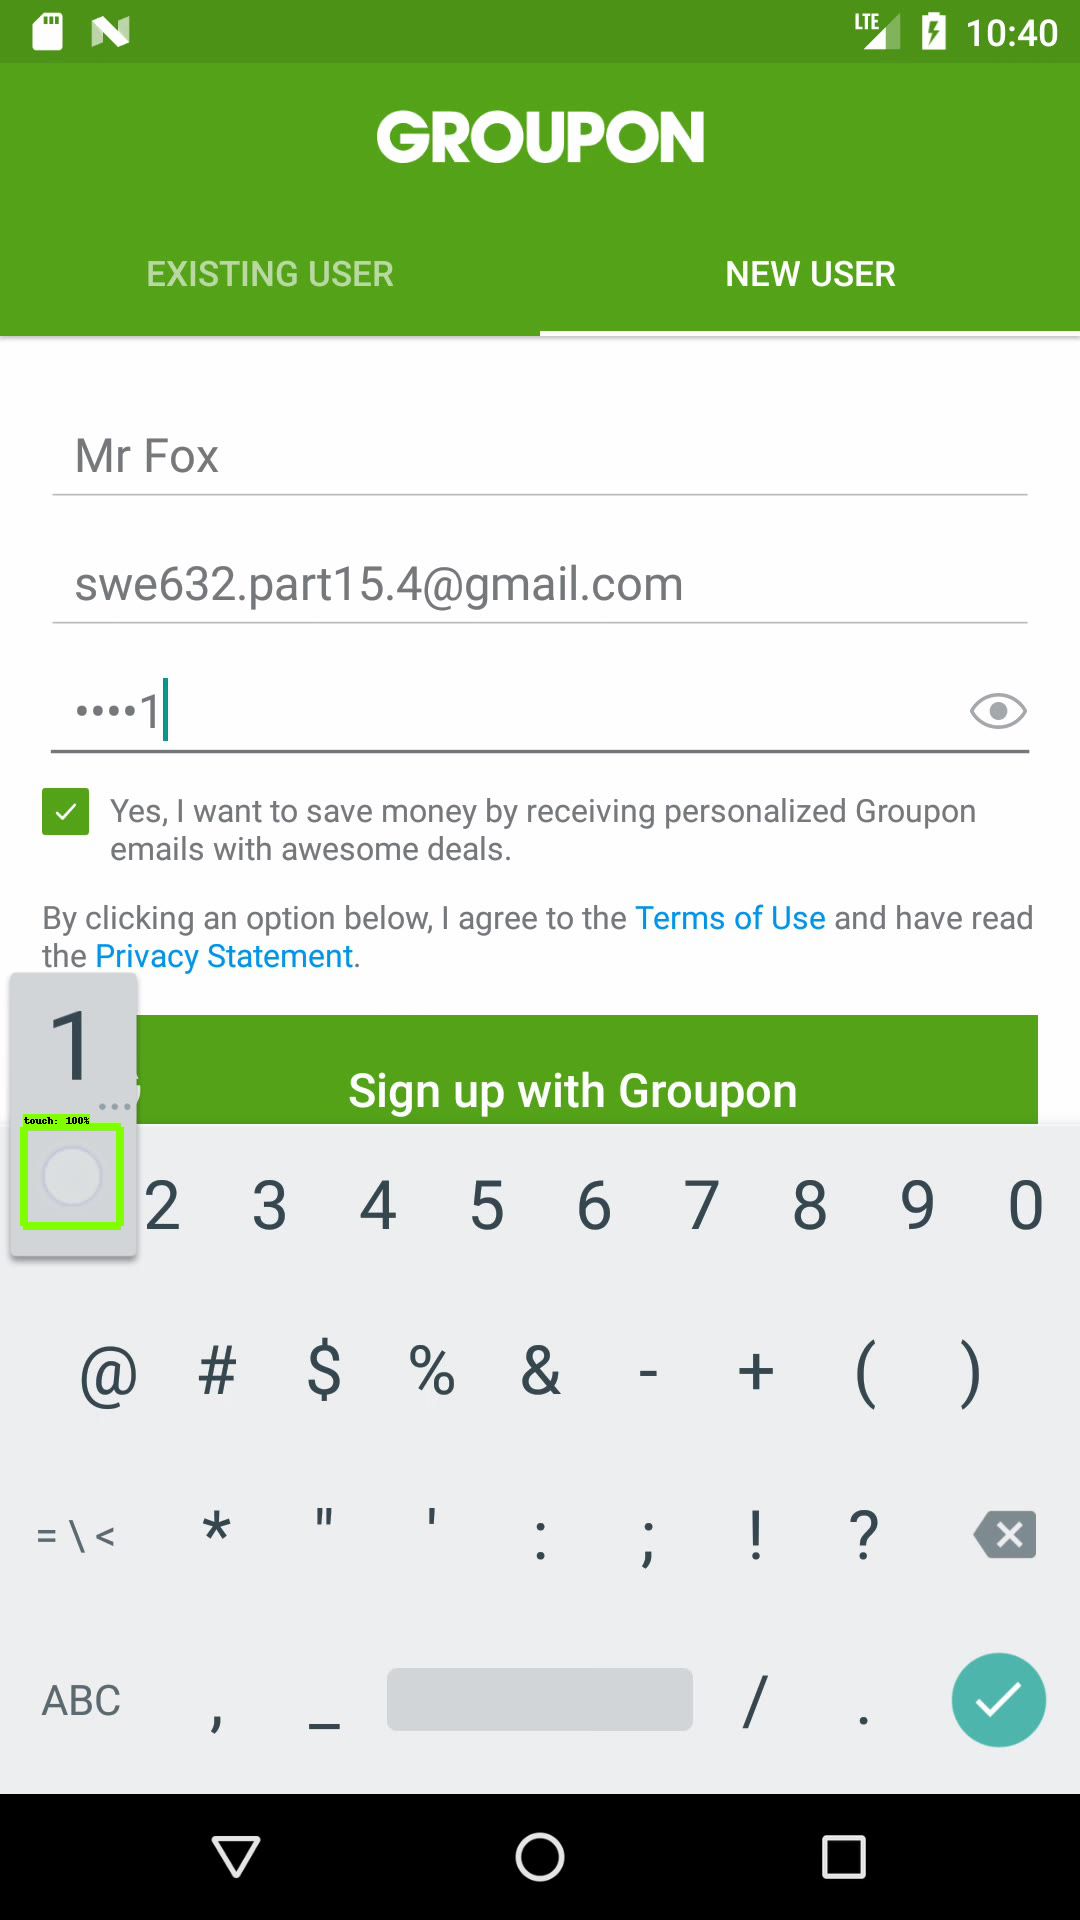 LTE 10:40
GROUPON
EXISTING USER NEW USER
Mr Fox
swe632.part15.4@gmail.com
••••1
Yes, I want to save money by receiving personalized Groupon
emails with awesome deals.
By clicking an option below, I agree to the Terms of Use and have read
the Privacy Statement.
1
...
Sign up with Groupon
touch: 100%
2 3 4 5 6 7 8 9 0
@ # $ % & - + ( )
= \ < * " ' : ; ! ?
ABC , _ / .